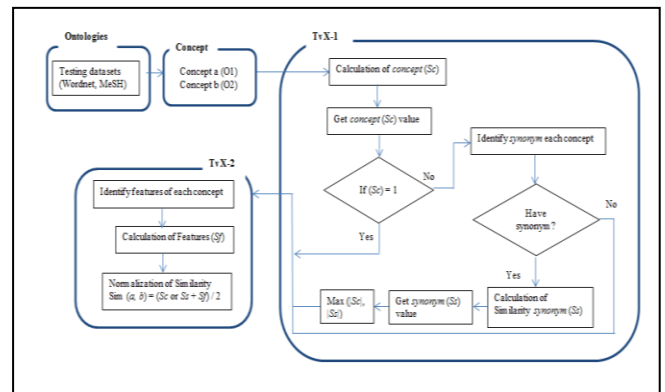 Ontologies
Testing datasets
(Wordnet, MeSH)
Concept
Concept a (O1)
Concept b (O2)
TvX-1
Calculation of concept (Sc)
Get concept (Sc) value
If (Sc) = 1
No
Yes
Identify synonym each concept
Have
synonym ?
No
Yes
Calculation of
Similarity synonym (Ss)
Get synonym (Ss)
value
Max (|Sc|,
|Ss|)
TvX-2
Identify features of each concept
Calculation of Features (Sf)
Normalization of Similarity
Sim (a, b) = (Sc or Ss + Sf) / 2